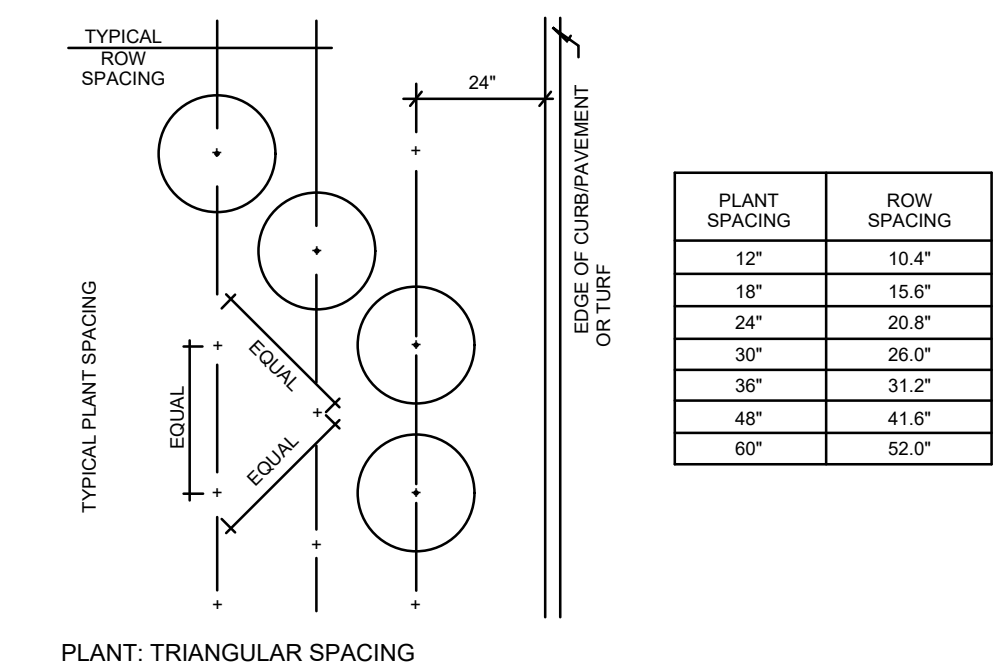 TYPICAL
ROW
SPACING
24"
EDGE OF CURB/PAVEMENT
OR TURF
TYPICAL PLANT SPACING
EQUAL
EQUAL
EQUAL
PLANT
SPACING
ROW
SPACING
12" 10.4"
18" 15.6"
24" 20.8"
30" 26.0"
36" 31.2"
48" 41.6"
60" 52.0"
PLANT: TRIANGULAR SPACING